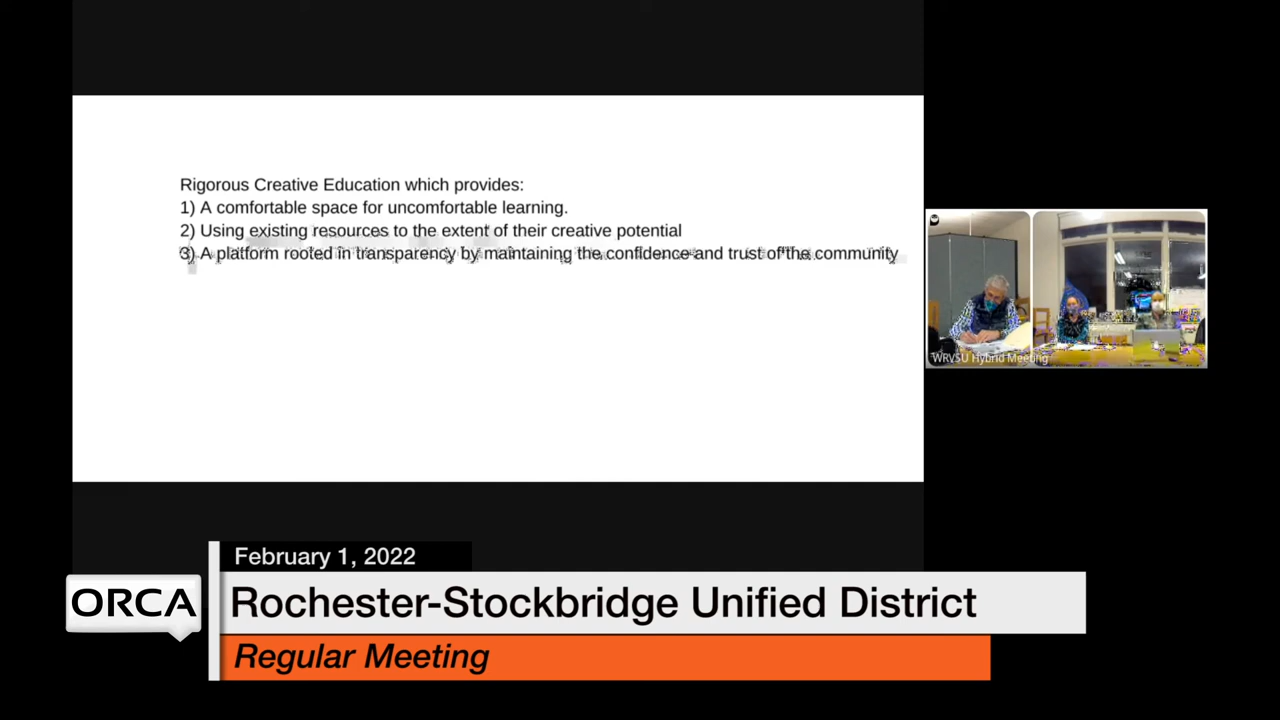 Rigorous Creative Education which provides:
1) A comfortable space for uncomfortable learning.
2) Using existing resources to the extent of their creative potential
3) A platform rooted in transparency by maintaining the confidence and trust of the community
WRVSU Hybrid Meeting
February 1, 2022
ORCA
Rochester-Stockbridge Unified District
Regular Meeting